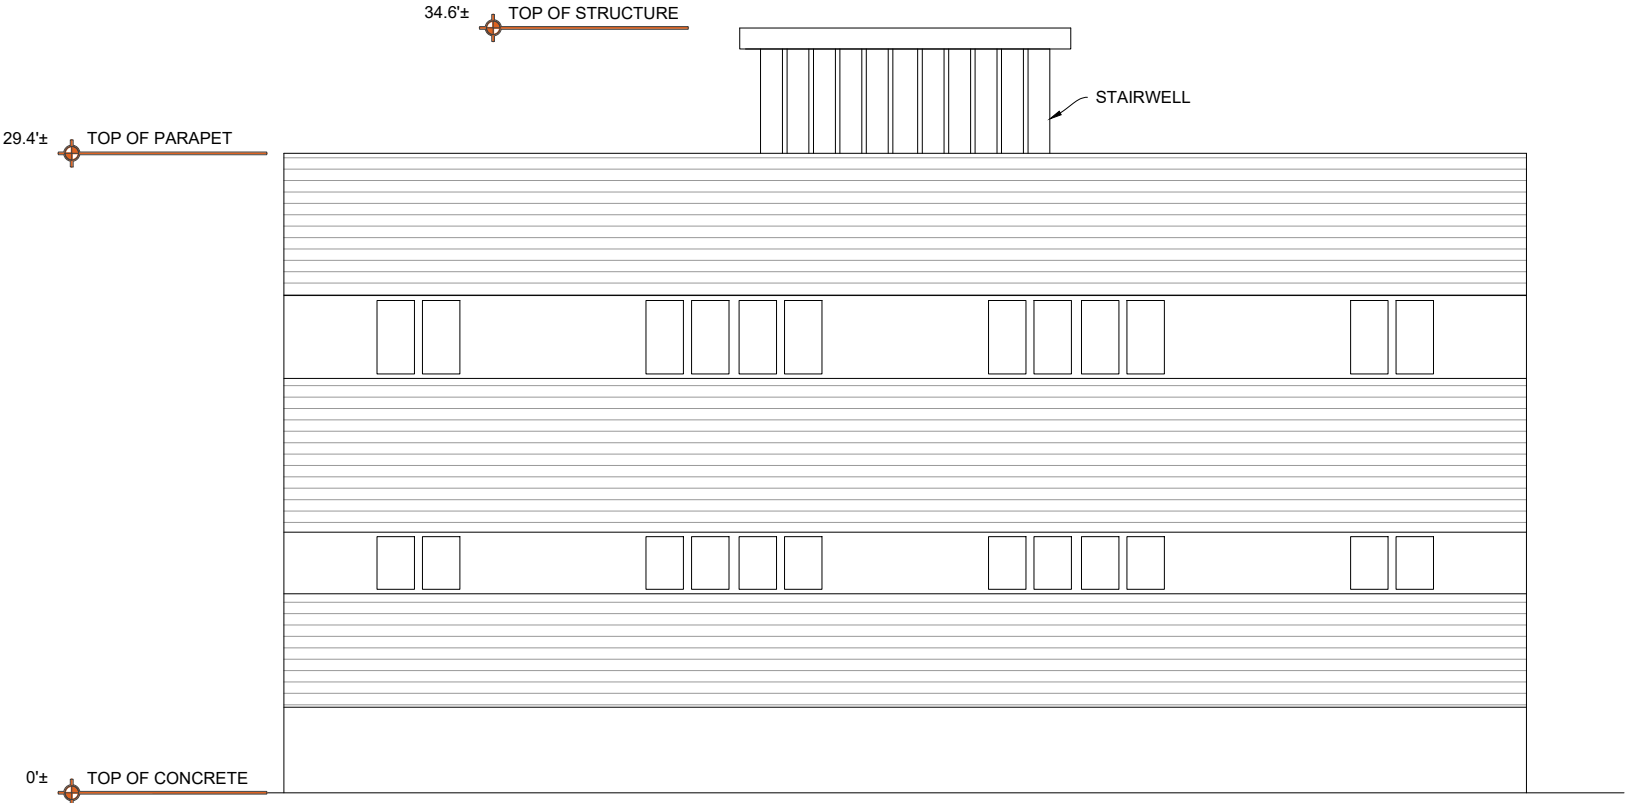 34.6'± TOP OF STRUCTURE
STAIRWELL
29.4'± TOP OF PARAPET
0'± TOP OF CONCRETE